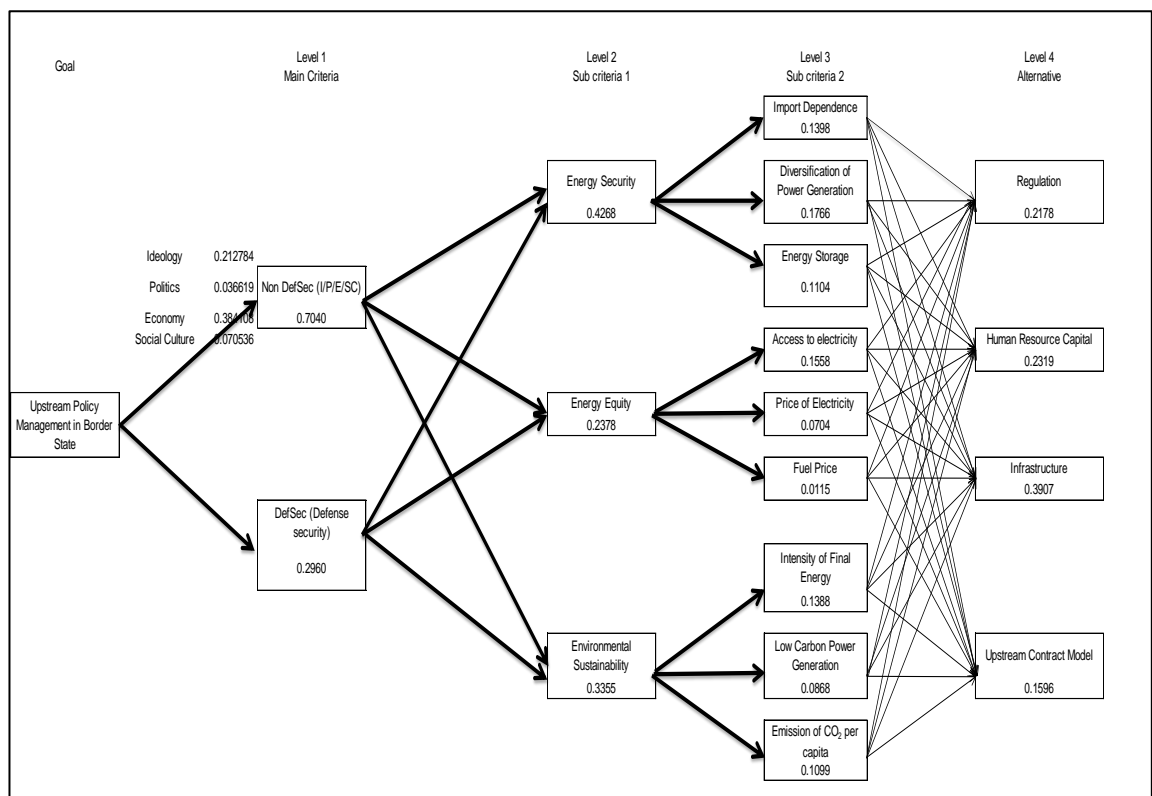 Goal
Level 1
Main Criteria
Level 2
Sub criteria 1
Level 3
Sub criteria 2
Level 4
Alternative
Upstream Policy
Management in Border
State
Ideology 0.212784
Politics 0.036619
Economy 0.384108
Social Culture 0.070536
Non DefSec (I/P/E/SC)
0.7040
DefSec (Defense
security)
0.2960
Energy Security
0.4268
Energy Equity
0.2378
Environmental
Sustainability
0.3355
Import Dependence
0.1398
Diversification of
Power Generation
0.1766
Energy Storage
0.1104
Access to electricity
0.1558
Price of Electricity
0.0704
Fuel Price
0.0115
Intensity of Final
Energy
0.1388
Low Carbon Power
Generation
0.0868
Emission of CO₂ per
capita
0.1099
Regulation
0.2178
Human Resource Capital
0.2319
Infrastructure
0.3907
Upstream Contract Model
0.1596